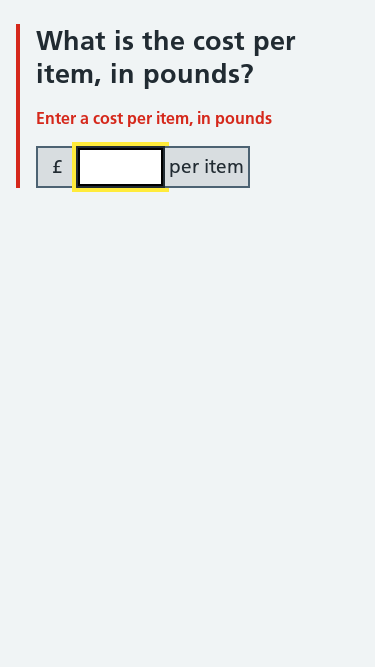 What is the cost per
item, in pounds?
Enter a cost per item, in pounds
£ per item